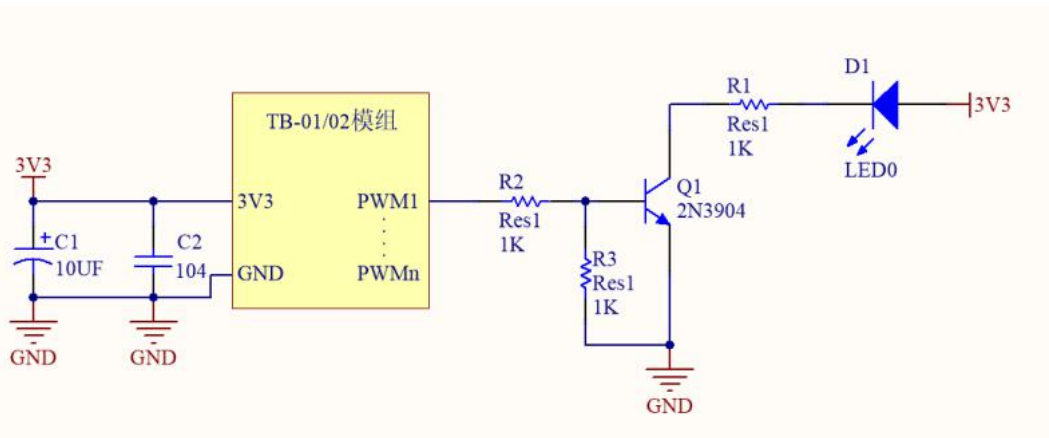 D1
R1
3V3
Res1
1K
LED0
TB-01/02模组
3V3
3V3
PWM1
R2
Res1
1K
Q1
2N3904
C1
10UF
C2
104
GND
PWMn
R3
Res1
1K
GND
GND
GND